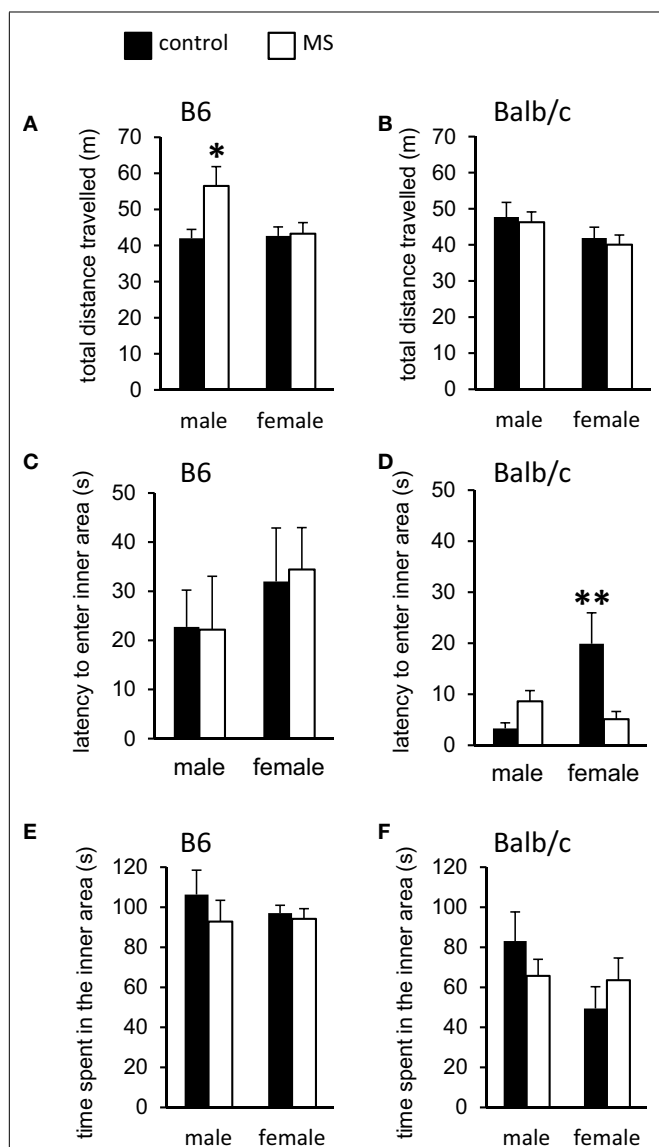 control MS
A B6
total distance travelled (m)
70
60
50
40
30
20
10
0
*
male female
B Balb/c
total distance travelled (m)
70
60
50
40
30
20
10
0
male female
C B6
latency to enter inner area (s)
50
40
30
20
10
0
male female
D Balb/c
latency to enter inner area (s)
50
40
30
20
10
0
**
male female
E B6
time spent in the inner area (s)
120
100
80
60
40
20
0
male female
F Balb/c
time spent in the inner area (s)
120
100
80
60
40
20
0
male female